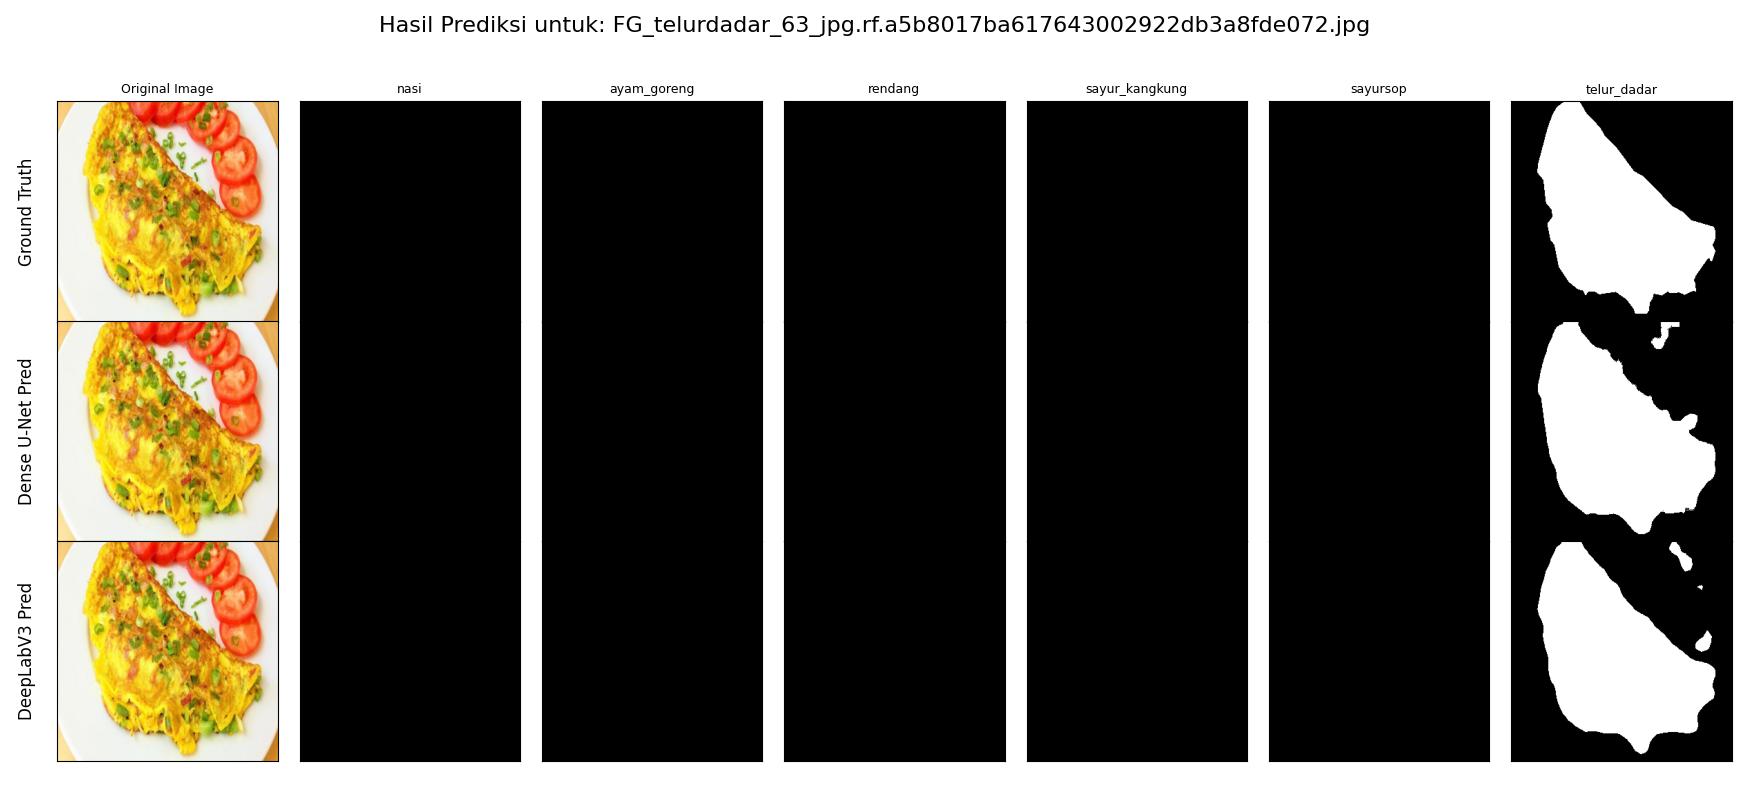 Hasil Prediksi untuk: FG_telurdadar_63_jpg.rf.a5b8017ba617643002922db3a8fde072.jpg
Original Image
nasi
ayam_goreng
rendang
sayur_kangkung
sayursop
telur_dadar
Ground Truth
Dense U-Net Pred
DeepLabV3 Pred